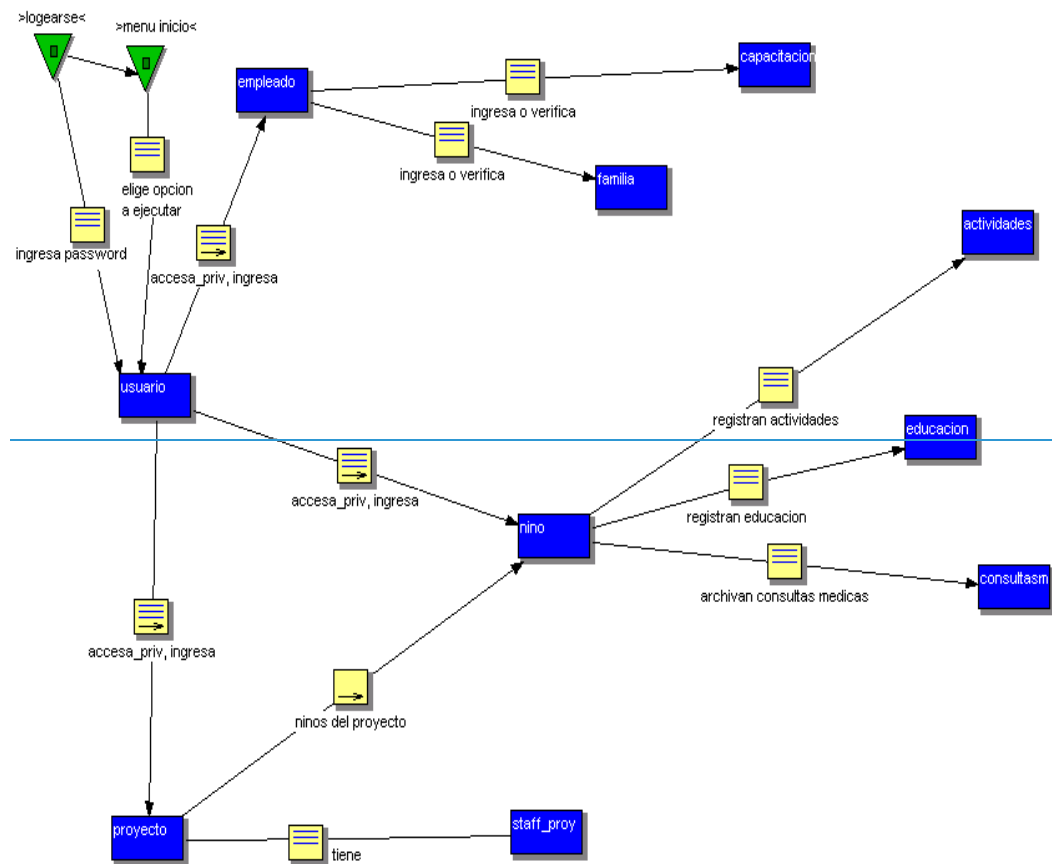 >logearse<
>menu inicio<
empleado
capacitacion
ingresa o verifica
ingresa o verifica
familia
elige opcion
a ejecutar
actividades
ingresa password
accesa_priv, ingresa
usuario
registran actividades
educacion
accesa_priv, ingresa
registran educacion
nino
consultasm
archivan consultas medicas
accesa_priv, ingresa
ninos del proyecto
proyecto
staff_proy
tiene